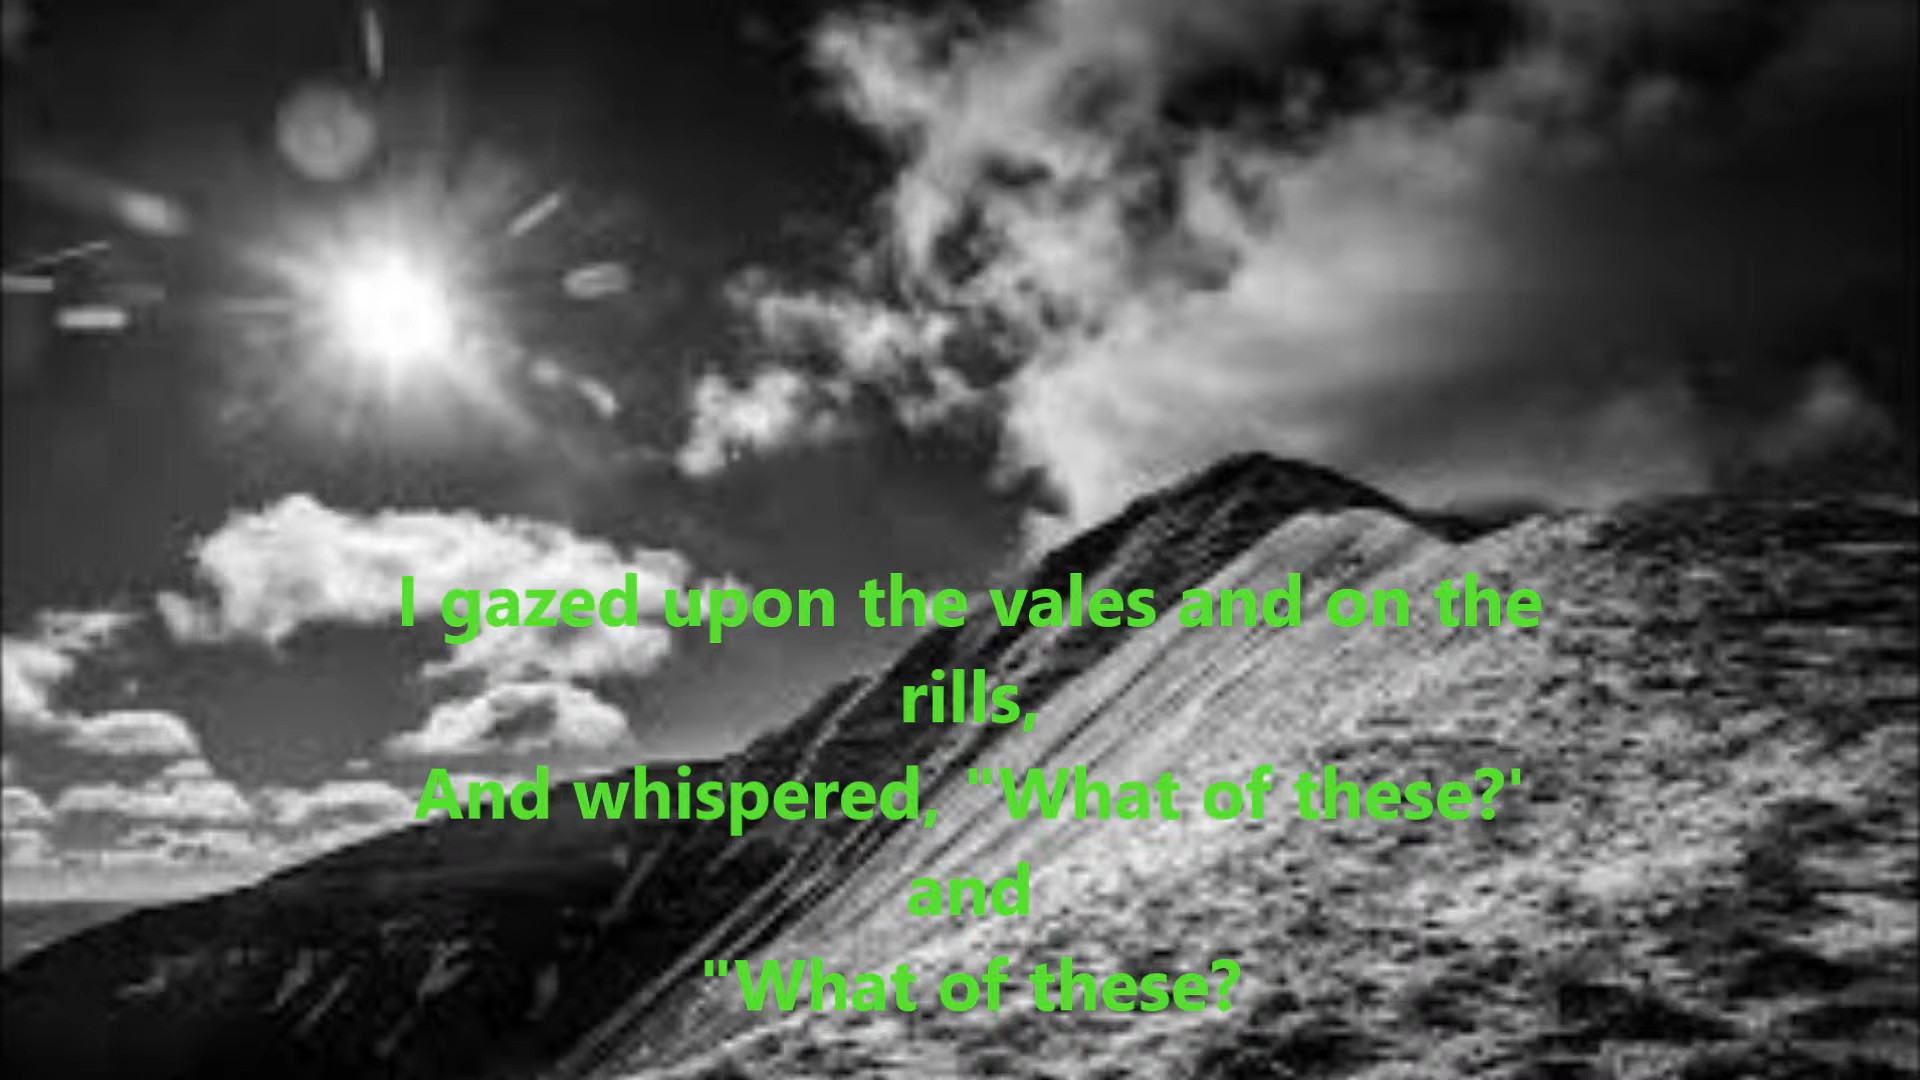 I gazed upon the vales and on the
rills,
And whispered, "What of these?'
and
"What of these?